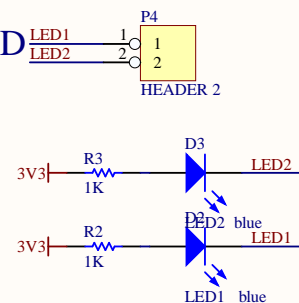 P4
D
LED1 1 1
LED2 2 2
HEADER 2
D3
3V3 R3 LED2
1K
LED2 blue
D2
3V3 R2 LED1
1K
LED1 blue